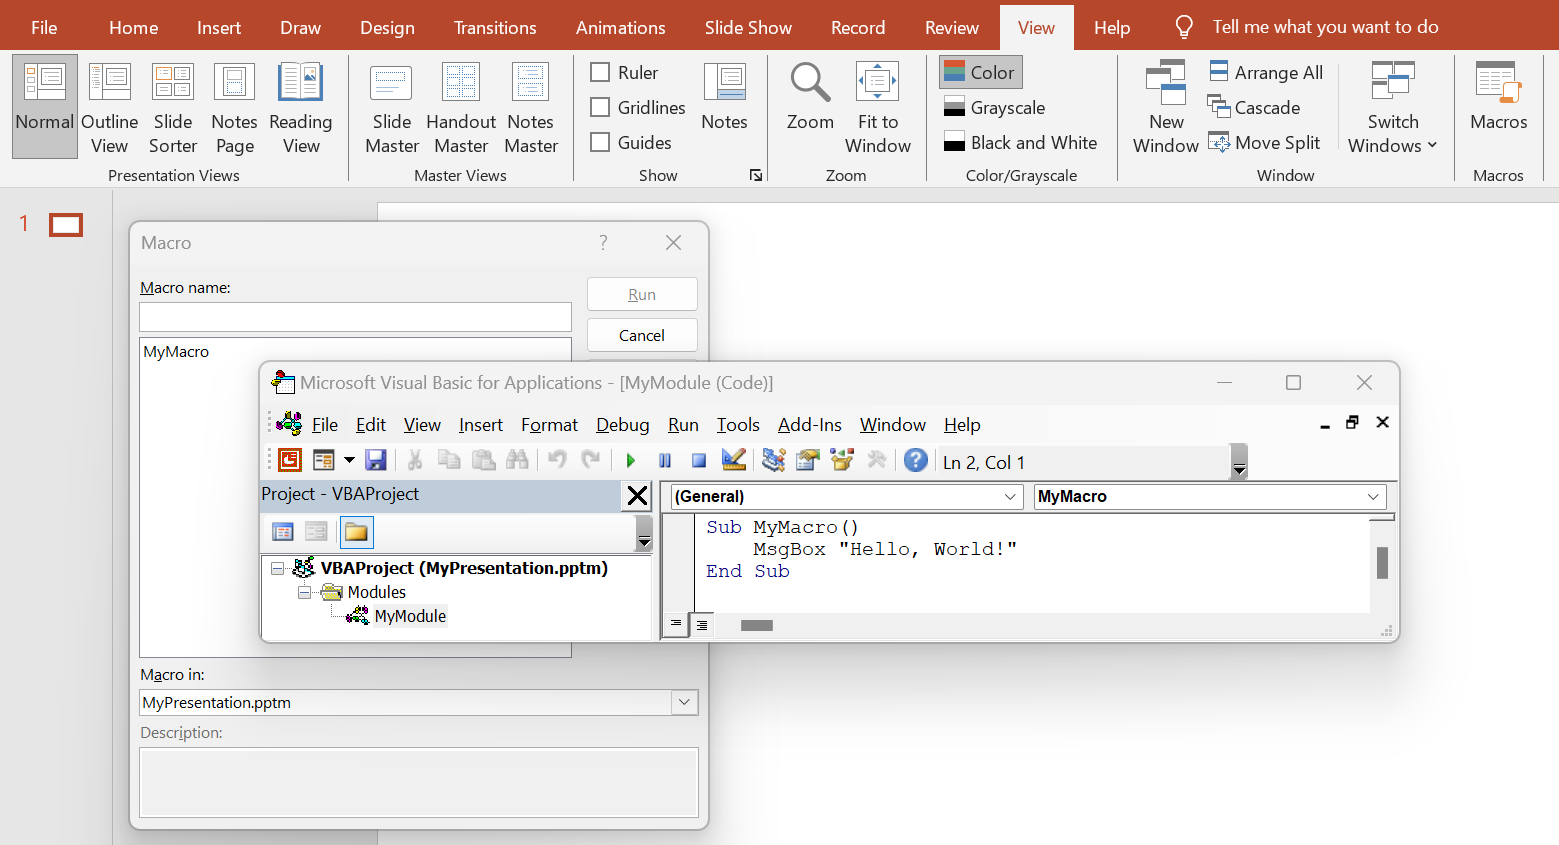 File Home Insert Draw Design Transitions Animations Slide Show Record Review View Help Tell me what you want to do
Normal
Outline View
Slide Sorter
Notes Page
Reading View
Presentation Views
Slide Master
Handout Master
Notes Master
Master Views
Ruler
Gridlines
Guides
Notes
Show
Zoom
Fit to Window
Zoom
Color
Grayscale
Black and White
Color/Grayscale
New Window
Arrange All
Cascade
Move Split
Switch Windows
Window
Macros
Macros
1
Macro ?
Macro name:
Run
Cancel
MyMacro
Microsoft Visual Basic for Applications - [MyModule (Code)]
File Edit View Insert Format Debug Run Tools Add-Ins Window Help
Ln 2, Col 1
Project - VBAProject
VBAProject (MyPresentation.pptm)
Modules
MyModule
(General) MyMacro
Sub MyMacro()
MsgBox "Hello, World!"
End Sub
Macro in:
MyPresentation.pptm
Description: